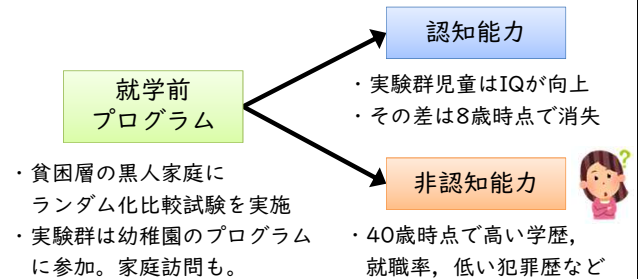 就学前
プログラム
・貧困層の黒人家庭に
ランダム化比較試験を実施
・実験群は幼稚園のプログラム
に参加。家庭訪問も。
認知能力
・実験群児童はIQが向上
・その差は8歳時点で消失
非認知能力
?
・40歳時点で高い学歴，
就職率，低い犯罪歴など